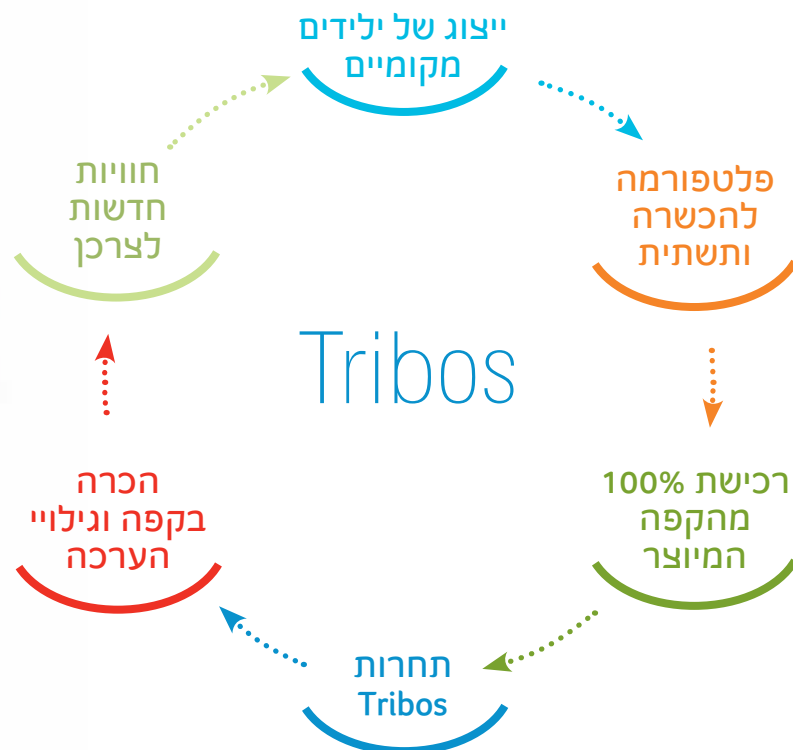 ייצוג של ילידים
מקומיים
פלטפורמה
להכשרה
ותשתית
רכישת 100%
מהקפה
המיוצר
תחרות
Tribos
הכרה
בקפה וגילויי
הערכה
חוויות
חדשות
לצרכן
Tribos